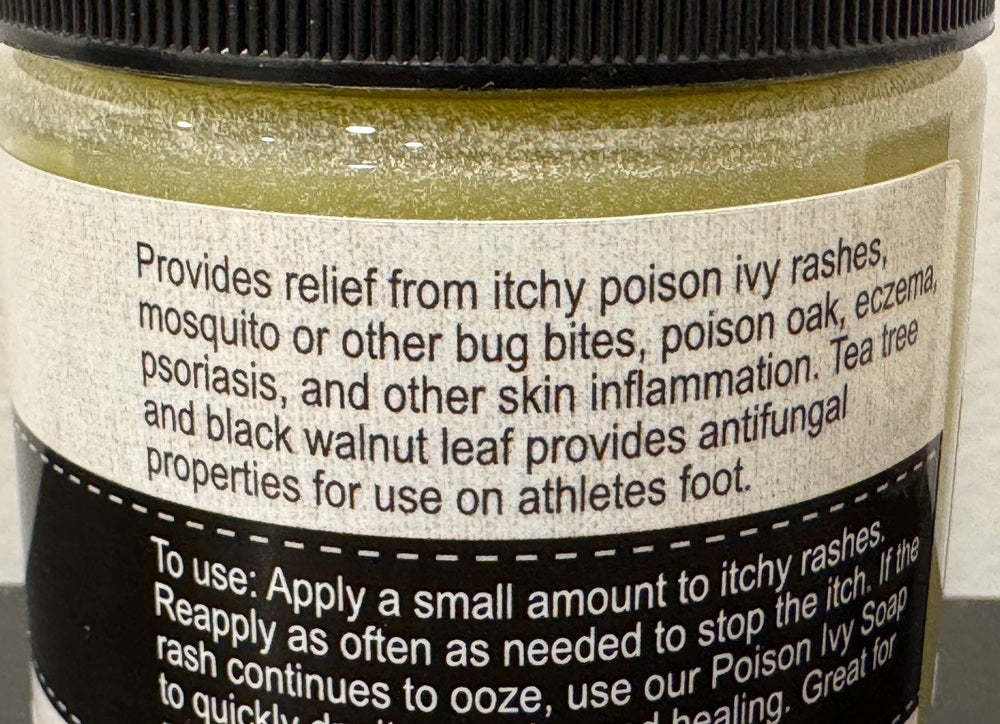 Provides relief from itchy poison ivy rashes,
mosquito or other bug bites, poison oak, eczema,
psoriasis, and other skin inflammation. Tea tree
and black walnut leaf provides antifungal
properties for use on athletes foot.
To use: Apply a small amount to itchy rashes.
Reapply as often as needed to stop the itch. If the
rash continues to ooze, use our Poison Ivy Soap
to quickly healing. Great for